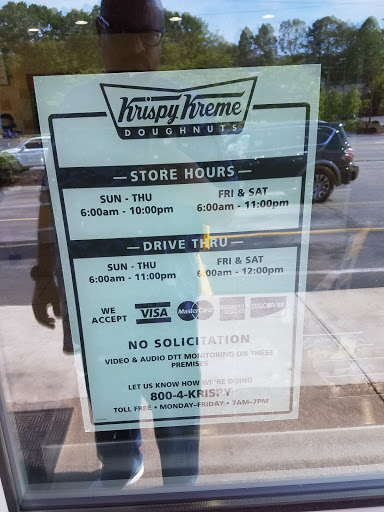 Krispy Kreme
DOUGHNUTS
STORE HOURS
SUN - THU FRI & SAT
6:00am - 10:00pm 6:00am - 11:00pm
DRIVE THRU
SUN - THU FRI & SAT
6:00am - 11:00pm 6:00am - 12:00pm
WE ACCEPT VISA MasterCard DISCOVER
NO SOLICITATION
VIDEO & AUDIO DTT MONITORING ON THESE
PREMISES
LET US KNOW HOW WE'RE DOING
800-4-KRISPY
TOLL FREE • MONDAY-FRIDAY • 7AM-7PM